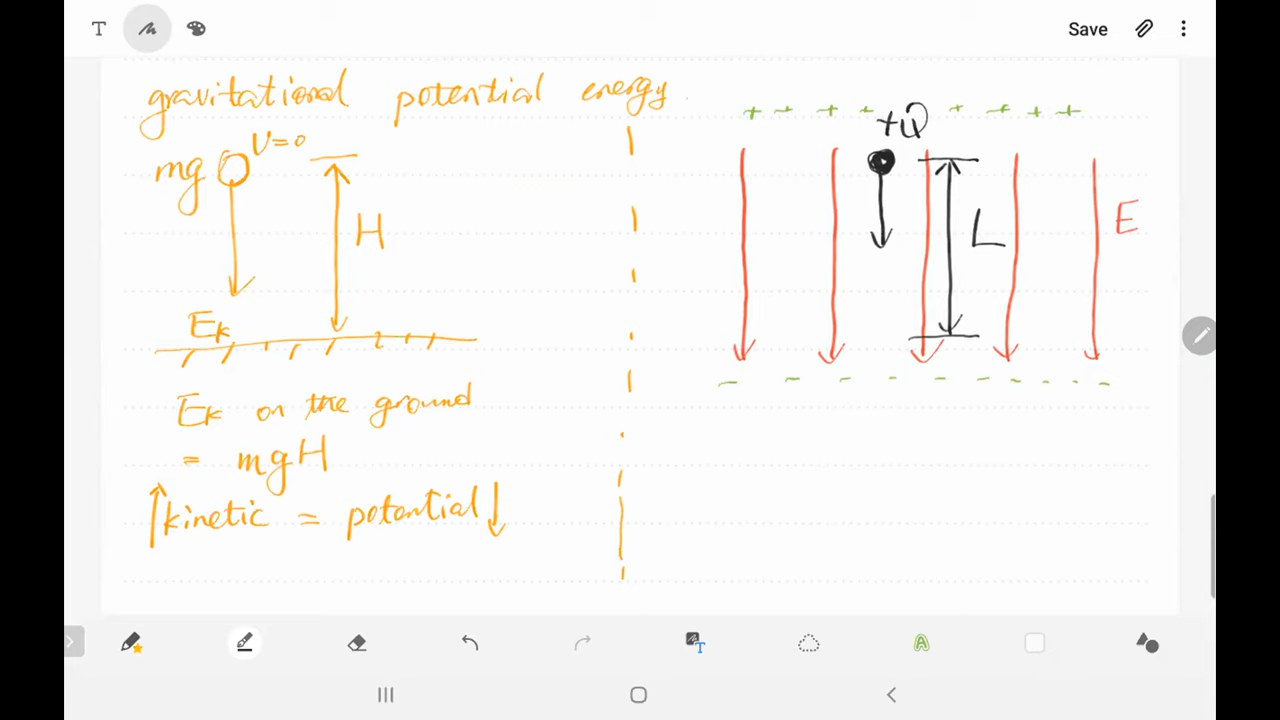 Save
gravitational potential energy
mg V=0
H
Ek
Ek on the ground
= mgH
↑kinetic = potential↓
+ + + + + + + +
+Q
L
E
- - - - - - - - - -